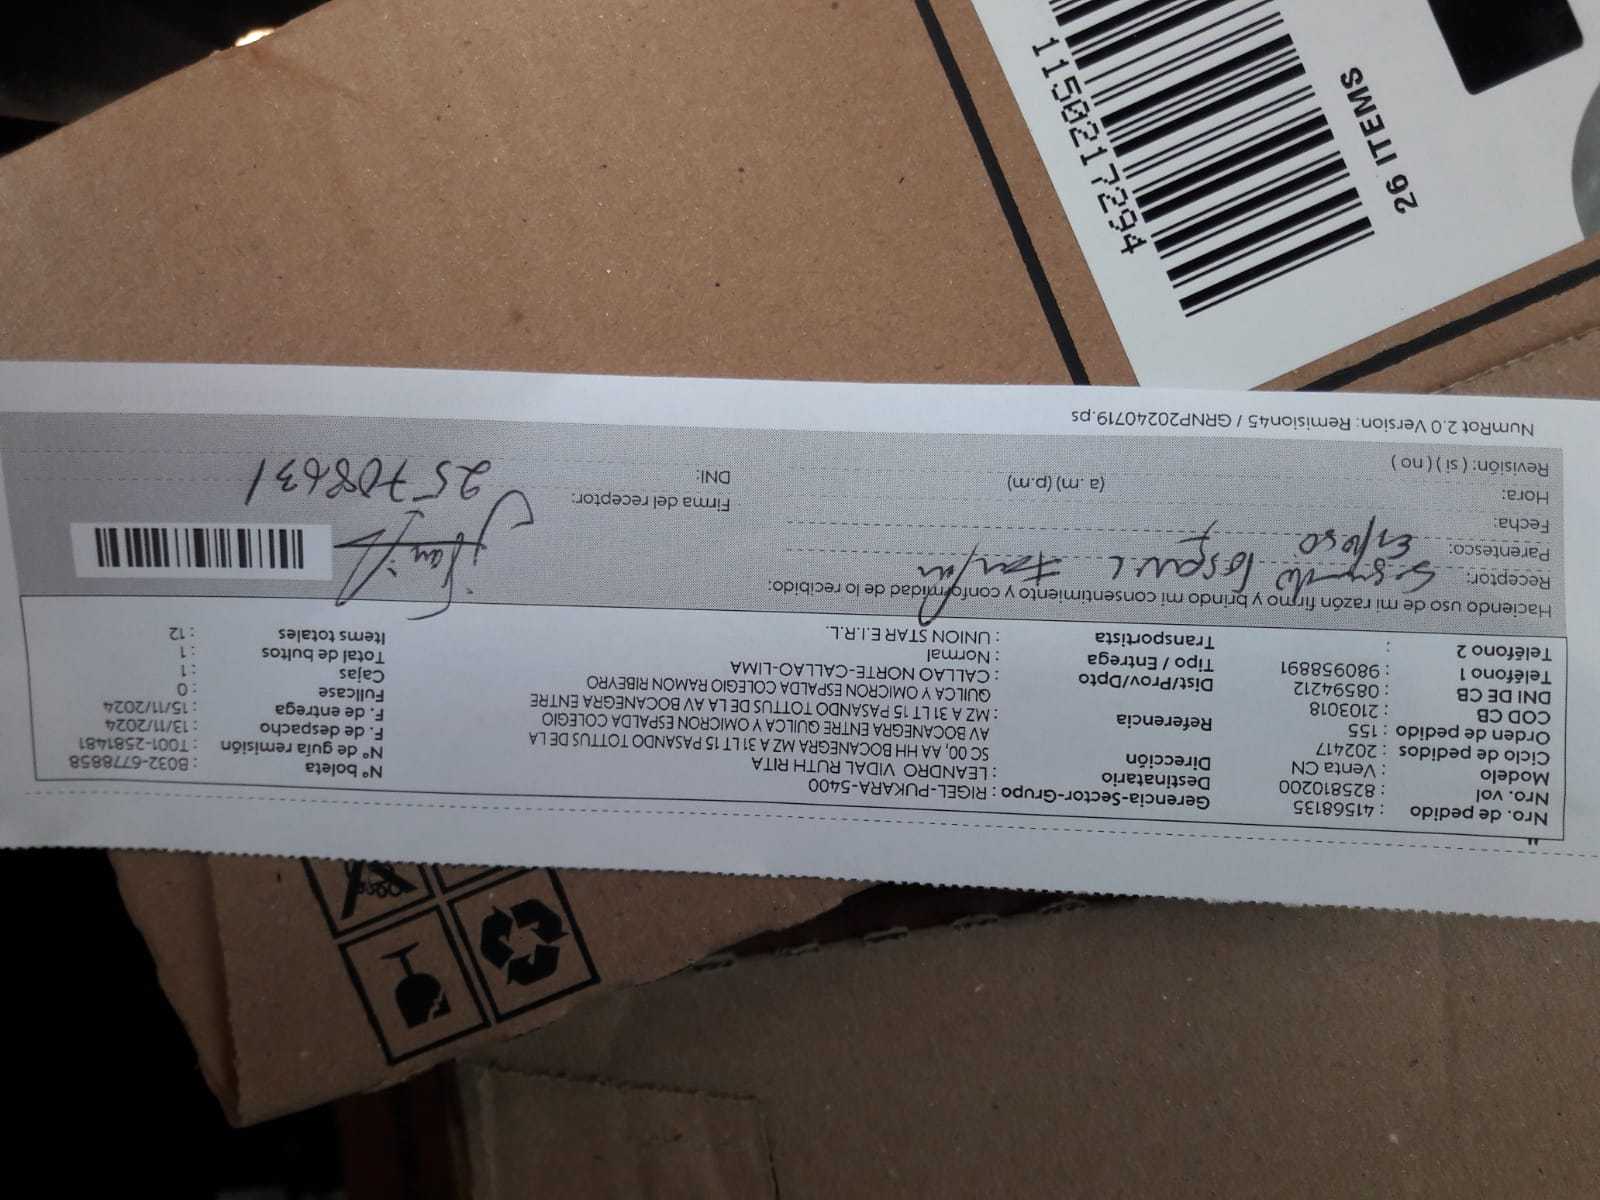 Nro. de pedido : 41568135
Nro. vol : 825810200
Modelo : Venta CN
Ciclo de pedidos : 202417
Orden de pedido : 155
COD CB : 2103018
DNI DE CB : 08594212
Teléfono 1 : 980958891
Teléfono 2 :
Gerencia-Sector-Grupo : RIGEL-PUKARA-5400
Destinatario : LEANDRO VIDAL RUTH RITA
Dirección SC 00, AA HH BOCANEGRA MZ A 31 LT 15 PASANDO TOTTUS DE LA
AV BOCANEGRA ENTRE QUILCA Y OMICRON ESPALDA COLEGIO
Referencia : MZ A 31 LT 15 PASANDO TOTTUS DE LA AV BOCANEGRA ENTRE
QUILCA Y OMICRON ESPALDA COLEGIO RAMON RIBEYRO
Dist/Prov/Dpto : CALLAO NORTE-CALLAO-LIMA
Tipo / Entrega : Normal
Transportista : UNION STAR E.I.R.L.
Nº boleta : B032-6778858
Nº de guía remisión : T001-2581481
F. de despacho : 13/11/2024
F. de entrega : 15/11/2024
Fullcase : 0
Cajas : 1
Total de bultos : 1
Items totales : 12
Haciendo uso de mi razón firmo y brindo mi consentimiento y conformidad de lo recibido:
Receptor: Segundo
Parentesco: Esposo
Fecha:
Hora: (a.m) (p.m)
Revisión: ( si ) ( no )
Firma del receptor:
DNI: 25708631
NumRot 2.0 Version: Remision45 / GRNP20240719.ps
1150217294
26 ITEMS